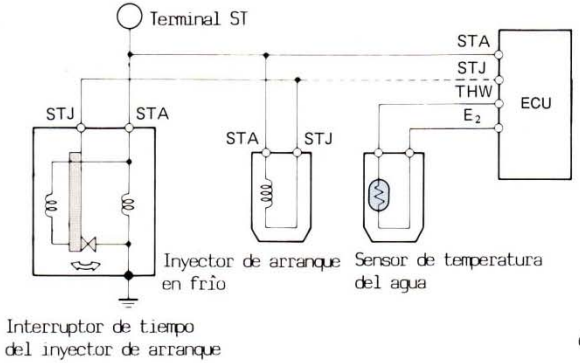 Terminal ST
STA
STJ
THW
E₂
ECU
STJ
STA
STA
STJ
Inyector de arranque
en frío
Sensor de temperatura
del agua
Interruptor de tiempo
del inyector de arranque